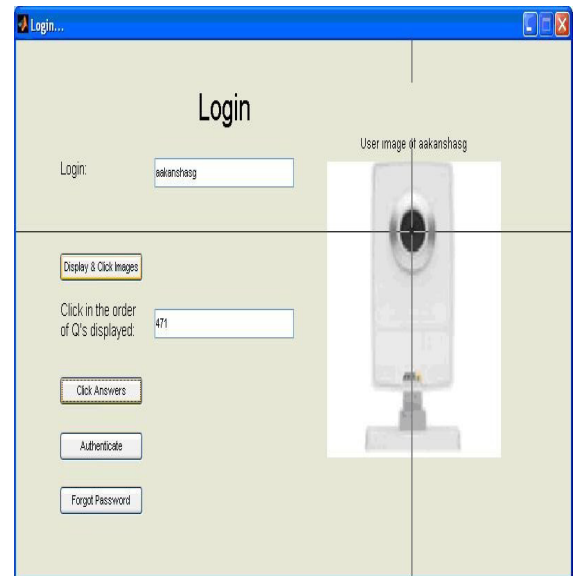 Login...
Login
User image of aakanshasg
Login:
aakanshasg
Display & Click Images
Click in the order
of Q's displayed:
471
Click Answers
Authenticate
Forgot Password